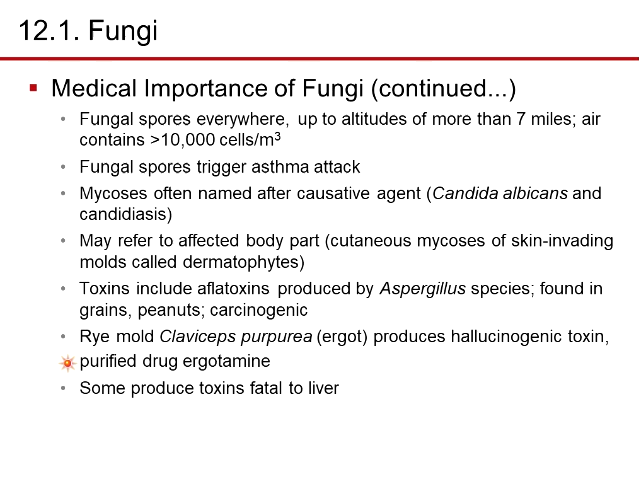 12.1. Fungi
▪ Medical Importance of Fungi (continued...)
• Fungal spores everywhere, up to altitudes of more than 7 miles; air
contains >10,000 cells/m³
• Fungal spores trigger asthma attack
• Mycoses often named after causative agent (Candida albicans and
candidiasis)
• May refer to affected body part (cutaneous mycoses of skin-invading
molds called dermatophytes)
• Toxins include aflatoxins produced by Aspergillus species; found in
grains, peanuts; carcinogenic
• Rye mold Claviceps purpurea (ergot) produces hallucinogenic toxin,
purified drug ergotamine
• Some produce toxins fatal to liver